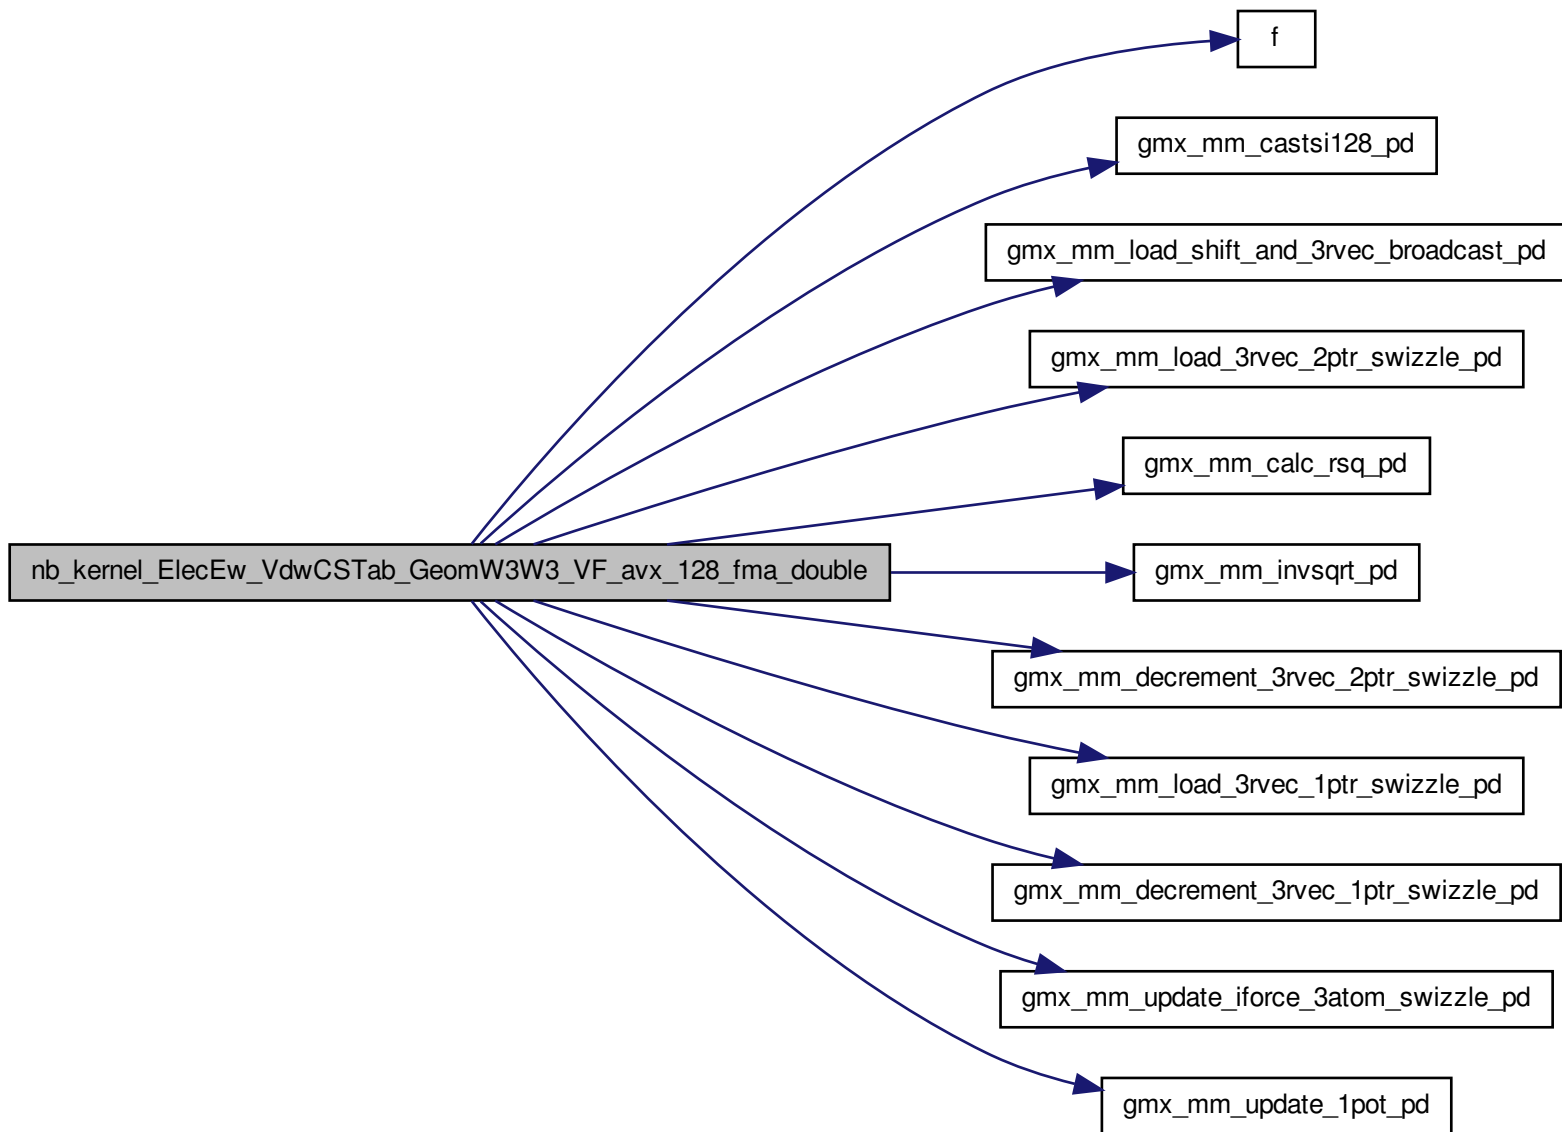 f
gmx_mm_castsi128_pd
gmx_mm_load_shift_and_3rvec_broadcast_pd
gmx_mm_load_3rvec_2ptr_swizzle_pd
gmx_mm_calc_rsq_pd
nb_kernel_ElecEw_VdwCSTab_GeomW3W3_VF_avx_128_fma_double
gmx_mm_invsqrt_pd
gmx_mm_decrement_3rvec_2ptr_swizzle_pd
gmx_mm_load_3rvec_1ptr_swizzle_pd
gmx_mm_decrement_3rvec_1ptr_swizzle_pd
gmx_mm_update_iforce_3atom_swizzle_pd
gmx_mm_update_1pot_pd